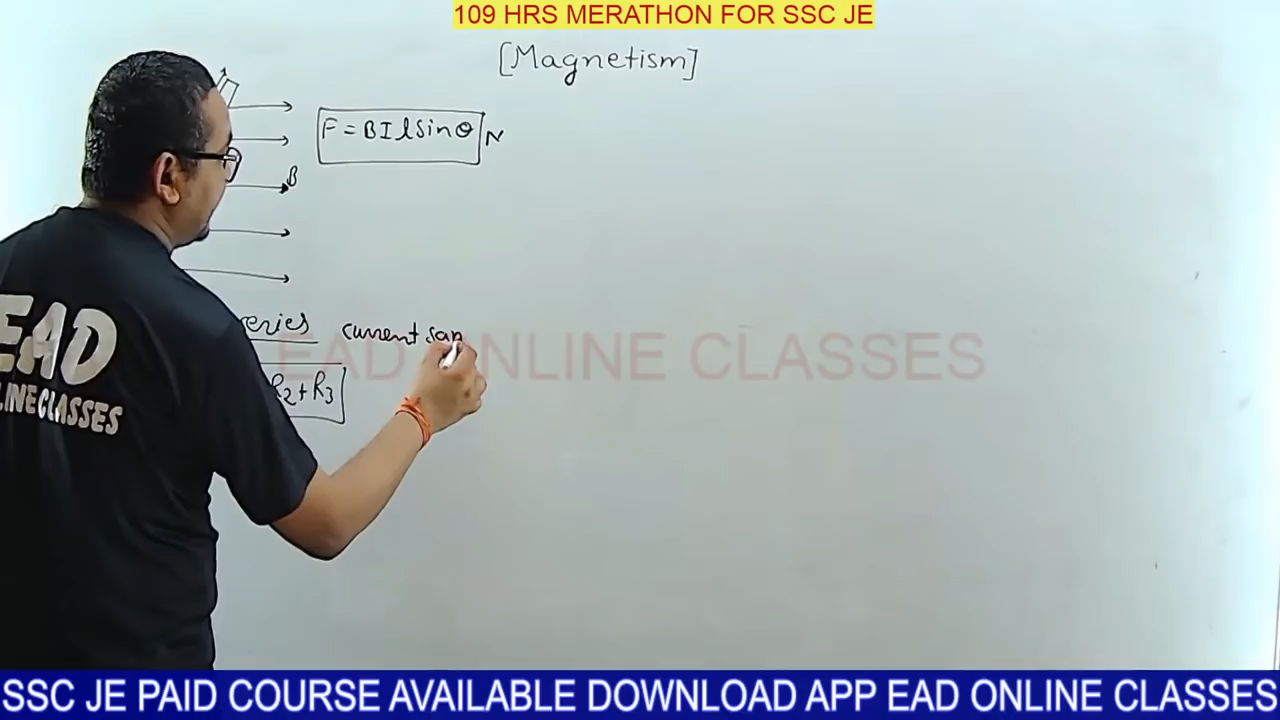 109 HRS MERATHON FOR SSC JE
[Magnetism]
F = BIlSinθ N
B
eries current sam
R2+R3
EAD ONLINE CLASSES
EAD
LINE CLASSES
SSC JE PAID COURSE AVAILABLE DOWNLOAD APP EAD ONLINE CLASSES